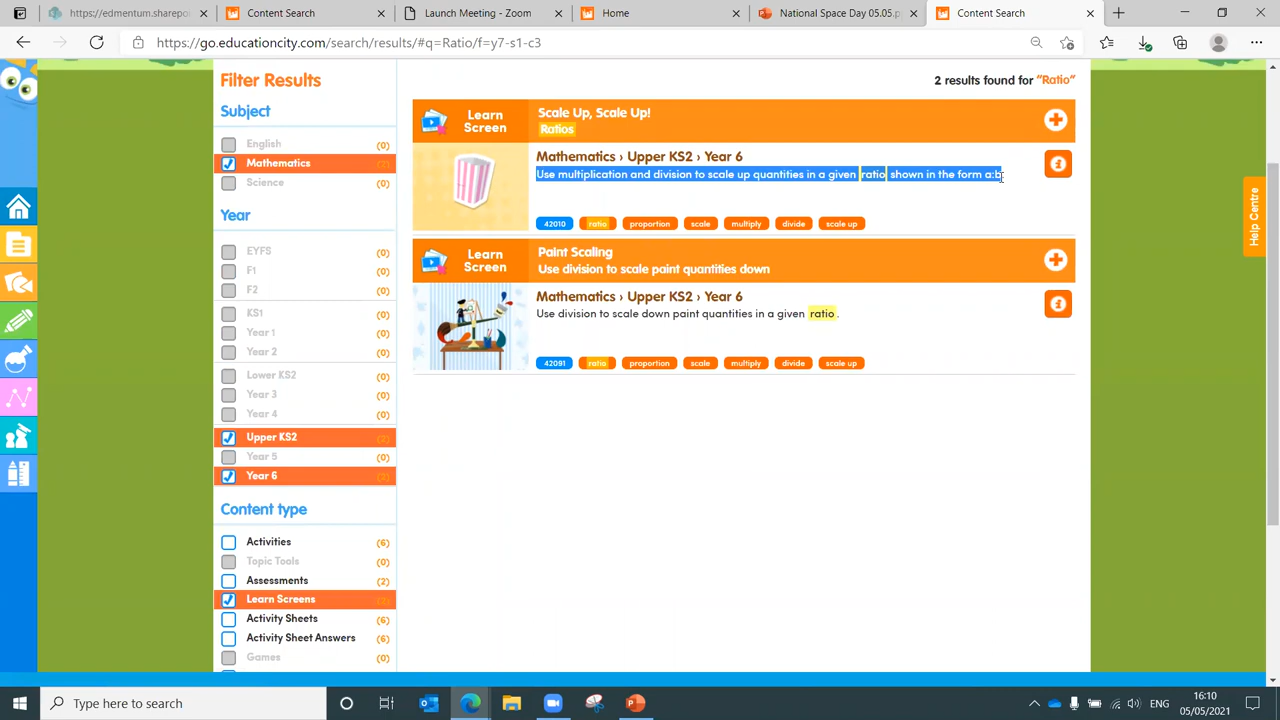 https://edmentum.sharepo
Content Search
Launch Meeting - Zoom
Home
National Space Day 05.05.p
Content Search
https://go.educationcity.com/search/results/#q=Ratio/f=y7-s1-c3
Filter Results
2 results found for "Ratio"
Subject
English (0)
Mathematics (2)
Science (0)
Year
EYFS (0)
F1 (0)
F2 (0)
KS1 (0)
Year 1 (0)
Year 2 (0)
Lower KS2 (0)
Year 3 (0)
Year 4 (0)
Upper KS2 (2)
Year 5 (0)
Year 6 (2)
Content type
Activities (6)
Topic Tools (0)
Assessments (2)
Learn Screens
Activity Sheets (6)
Activity Sheet Answers (6)
Games (0)
Learn
Screen
Scale Up, Scale Up!
Ratios
Mathematics › Upper KS2 › Year 6
Use multiplication and division to scale up quantities in a given ratio shown in the form a:b
42010 ratio proportion scale multiply divide scale up
Learn
Screen
Paint Scaling
Use division to scale paint quantities down
Mathematics › Upper KS2 › Year 6
Use division to scale down paint quantities in a given ratio .
42091 ratio proportion scale multiply divide scale up
Help Centre
Type here to search
ENG
16:10
05/05/2021